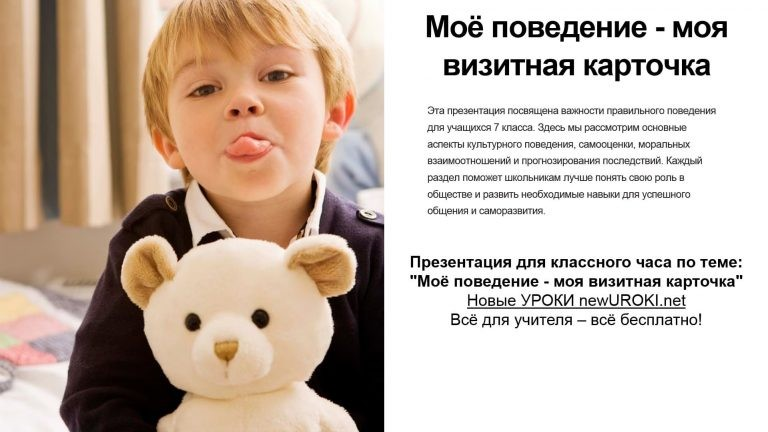 Моё поведение - моя
визитная карточка
Эта презентация посвящена важности правильного поведения
для учащихся 7 класса. Здесь мы рассмотрим основные
аспекты культурного поведения, самооценки, моральных
взаимоотношений и прогнозирования последствий. Каждый
раздел поможет школьникам лучше понять свою роль в
обществе и развить необходимые навыки для успешного
общения и саморазвития.
Презентация для классного часа по теме:
"Моё поведение - моя визитная карточка"
Новые УРОКИ newUROKI.net
Всё для учителя – всё бесплатно!